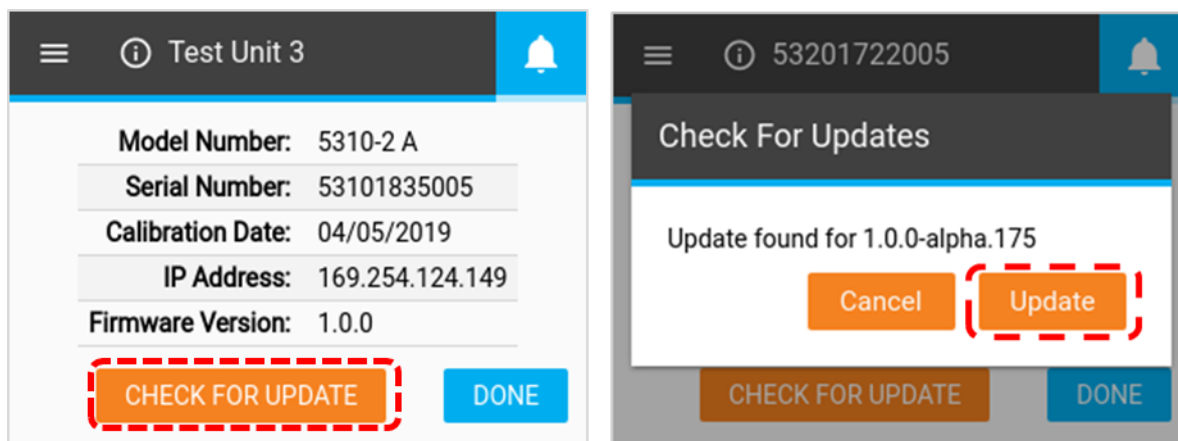 Test Unit 3
Model Number: 5310-2 A
Serial Number: 53101835005
Calibration Date: 04/05/2019
IP Address: 169.254.124.149
Firmware Version: 1.0.0
CHECK FOR UPDATE DONE
53201722005
Check For Updates
Update found for 1.0.0-alpha.175
Cancel Update
CHECK FOR UPDATE DONE